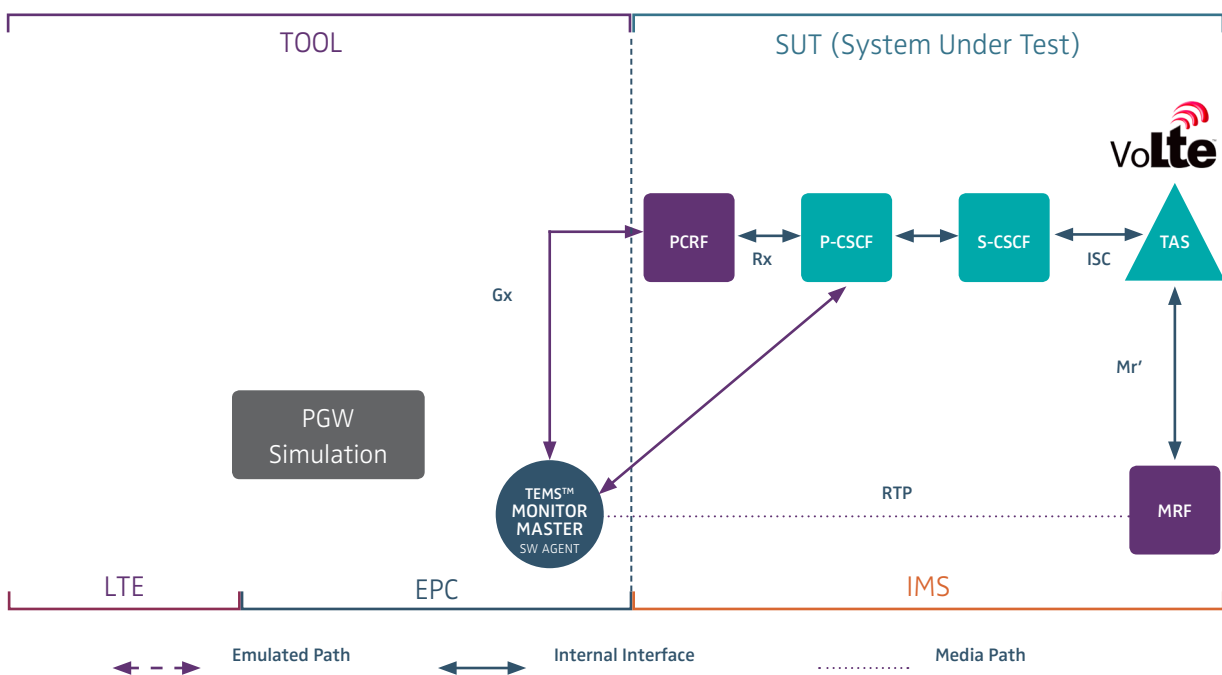 TOOL
SUT (System Under Test)
VoLte
PCRF
Rx
P-CSCF
S-CSCF
ISC
TAS
Gx
Mr’
PGW
Simulation
TEMS™
MONITOR
MASTER
SW AGENT
RTP
MRF
LTE
EPC
IMS
Emulated Path
Internal Interface
Media Path